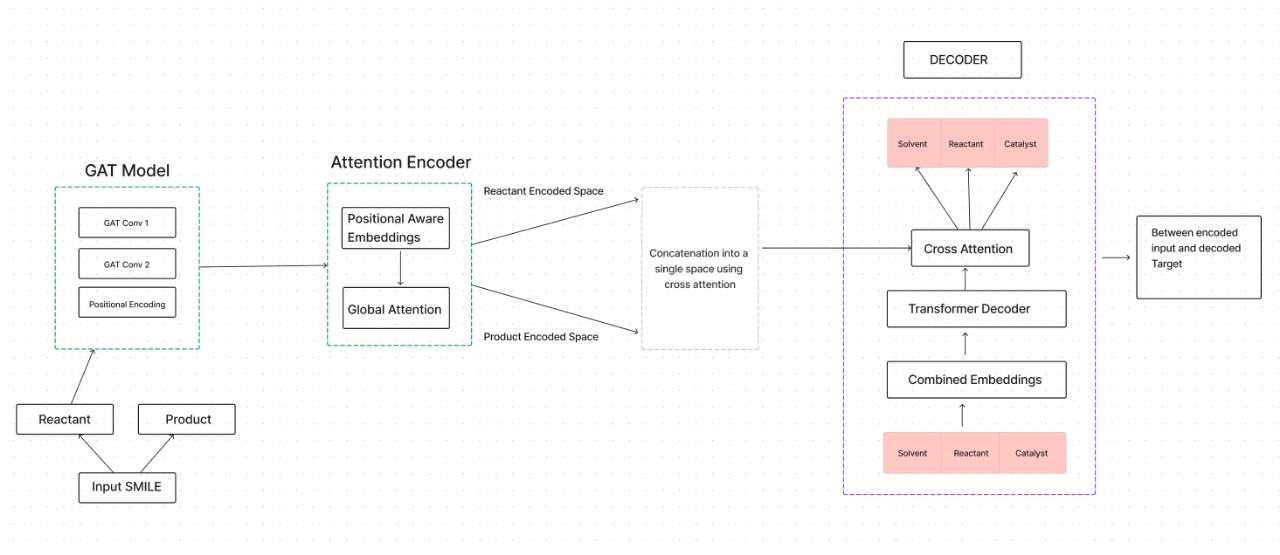 GAT Model
GAT Conv 1
GAT Conv 2
Positional Encoding
Reactant
Product
Input SMILE
Attention Encoder
Positional Aware
Embeddings
Global Attention
Reactant Encoded Space
Product Encoded Space
Concatenation into a
single space using
cross attention
DECODER
Solvent
Reactant
Catalyst
Cross Attention
Transformer Decoder
Combined Embeddings
Solvent
Reactant
Catalyst
Between encoded
input and decoded
Target